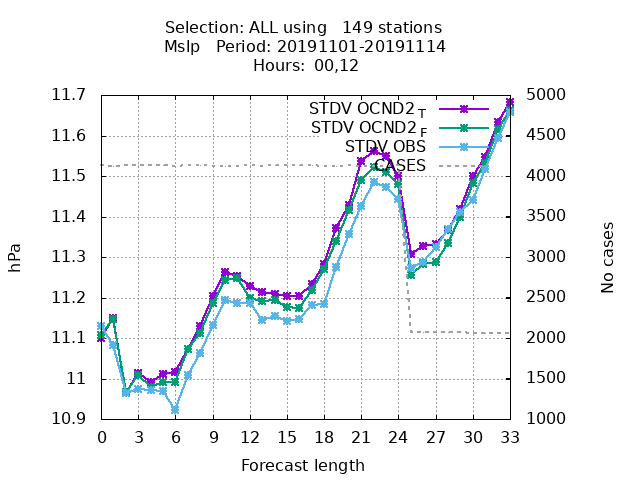 Selection: ALL using   149 stations
Mslp   Period: 20191101-20191114
Hours:  00,12
11.7
11.6
11.5
11.4
11.3
11.2
11.1
11
10.9
5000
4500
4000
3500
3000
2500
2000
1500
1000
STDV OCND2 T
STDV OCND2 F
STDV OBS
CASES
hPa
No cases
0 3 6 9 12 15 18 21 24 27 30 33
Forecast length